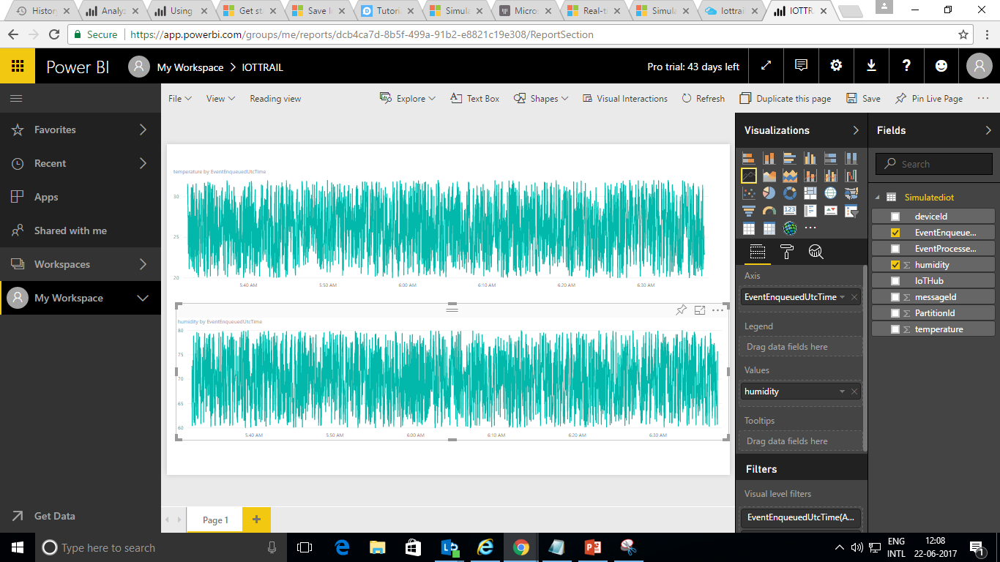 History
Analyz
Using
Get st
Save l
Tutori
Simula
Micros
Real-ti
Simula
Iottrai
IOTTR
Secure
https://app.powerbi.com/groups/me/reports/dcb4ca7d-8b5f-499a-91b2-e8821c19e308/ReportSection
Power BI
My Workspace > IOTTRAIL
Pro trial: 43 days left
File
View
Reading view
Explore
Text Box
Shapes
Visual Interactions
Refresh
Duplicate this page
Save
Pin Live Page
Favorites
Recent
Apps
Shared with me
Workspaces
My Workspace
Get Data
temperature by EventEnqueuedUtcTime
30
25
20
5:40 AM 5:50 AM 6:00 AM 6:10 AM 6:20 AM 6:30 AM
humidity by EventEnqueuedUtcTime
80
75
70
65
60
5:40 AM 5:50 AM 6:00 AM 6:10 AM 6:20 AM 6:30 AM
Page 1
Visualizations
123
Axis
EventEnqueuedUtcTime
Legend
Drag data fields here
Values
humidity
Tooltips
Drag data fields here
Filters
Visual level filters
EventEnqueuedUtcTime(A...
Fields
Search
Simulatediot
deviceId
EventEnqueue...
EventProcesse...
humidity
IoTHub
messageId
PartitionId
temperature
Type here to search
ENG
INTL
12:08
22-06-2017
1